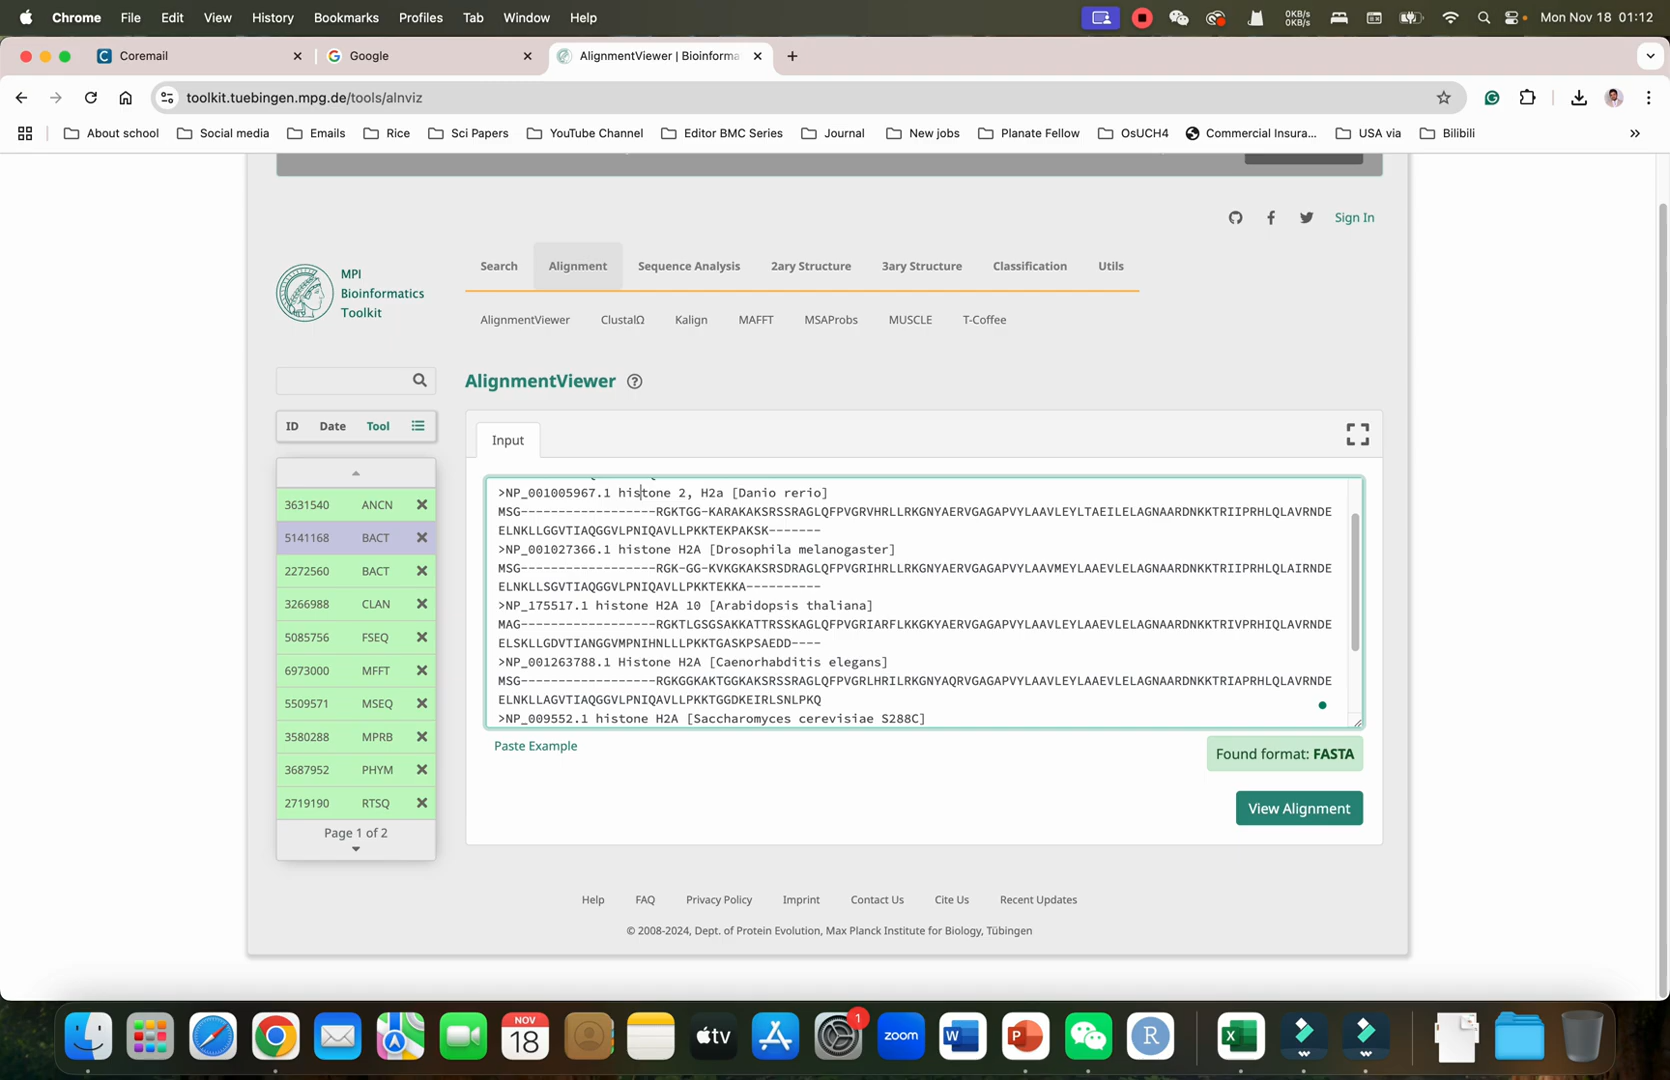 Chrome File Edit View History Bookmarks Profiles Tab Window Help 0KB/s 0KB/s Mon Nov 18 01:12
Coremail Google AlignmentViewer | Bioinforma
toolkit.tuebingen.mpg.de/tools/alnviz
About school Social media Emails Rice Sci Papers YouTube Channel Editor BMC Series Journal New jobs Planate Fellow OsUCH4 Commercial Insura... USA via Bilibili »
Sign In
MPI
Bioinformatics
Toolkit
Search Alignment Sequence Analysis 2ary Structure 3ary Structure Classification Utils
AlignmentViewer ClustalΩ Kalign MAFFT MSAProbs MUSCLE T-Coffee
AlignmentViewer
ID Date Tool
Input
3631540 ANCN
5141168 BACT
2272560 BACT
3266988 CLAN
5085756 FSEQ
6973000 MFFT
5509571 MSEQ
3580288 MPRB
3687952 PHYM
2719190 RTSQ
Page 1 of 2
>NP_001005967.1 histone 2, H2a [Danio rerio]
MSG------------------RGKTGG-KARAKAKSRSSRAGLQFPVGRVHRLLRKGNYAERVGAGAPVYLAAVLEYLTAEILELAGNAARDNKKTRIIPRHLQLAVRNDE
ELNKLLGGVTIAQGGVLPNIQAVLLPKKTEKPAKSK-------
>NP_001027366.1 histone H2A [Drosophila melanogaster]
MSG------------------RGK-GG-KVKGKAKSRSDRAGLQFPVGRIHRLLRKGNYAERVGAGAPVYLAAVMEYLAAEVLELAGNAARDNKKTRIIPRHLQLAIRNDE
ELNKLLSGVTIAQGGVLPNIQAVLLPKKTEKKA----------
>NP_175517.1 histone H2A 10 [Arabidopsis thaliana]
MAG------------------RGKTLGSGSAKKATTRSSKAGLQFPVGRIARFLKKGKYAERVGAGAPVYLAAVLEYLAAEVLELAGNAARDNKKTRIVPRHIQLAVRNDE
ELSKLLGDVTIANGGVMPNIHNLLLPKKTGASKPSAEDD----
>NP_001263788.1 Histone H2A [Caenorhabditis elegans]
MSG------------------RGKGGKAKTGGKAKSRSSRAGLQFPVGRLHRILRKGNYAQRVGAGAPVYLAAVLEYLAAEVLELAGNAARDNKKTRIAPRHLQLAVRNDE
ELNKLLAGVTIAQGGVLPNIQAVLLPKKTGGDKEIRLSNLPKQ
>NP_009552.1 histone H2A [Saccharomyces cerevisiae S288C]
Paste Example
Found format: FASTA
View Alignment
Help FAQ Privacy Policy Imprint Contact Us Cite Us Recent Updates
© 2008-2024, Dept. of Protein Evolution, Max Planck Institute for Biology, Tübingen
NOV
18
tv
zoom
W
P
R
X
1